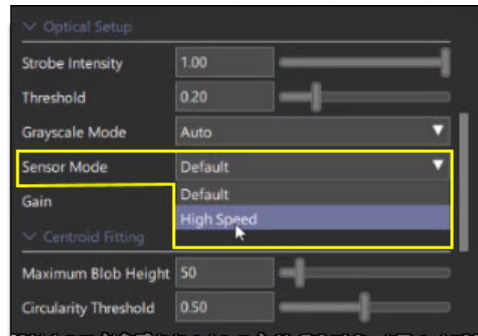 Optical Setup
Strobe Intensity 1.00
Threshold 0.20
Grayscale Mode Auto
Sensor Mode Default
Default
Gain
High Speed
Centroid Fitting
Maximum Blob Height 50
Circularity Threshold 0.50